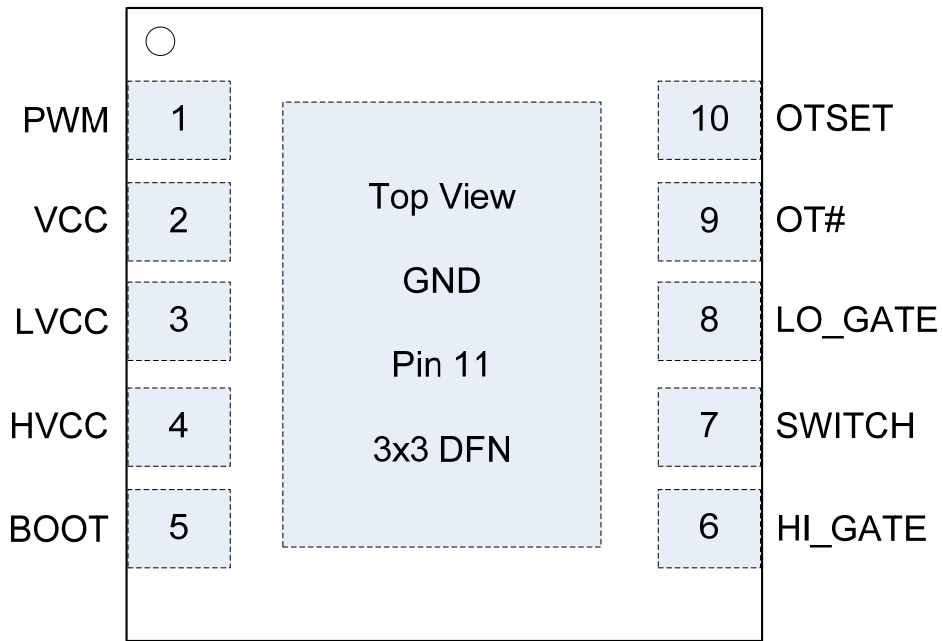 PWM 1 10 OTSET
Top View
VCC 2 9 OT#
GND
LVCC 3 8 LO_GATE
Pin 11
HVCC 4 7 SWITCH
3x3 DFN
BOOT 5 6 HI_GATE